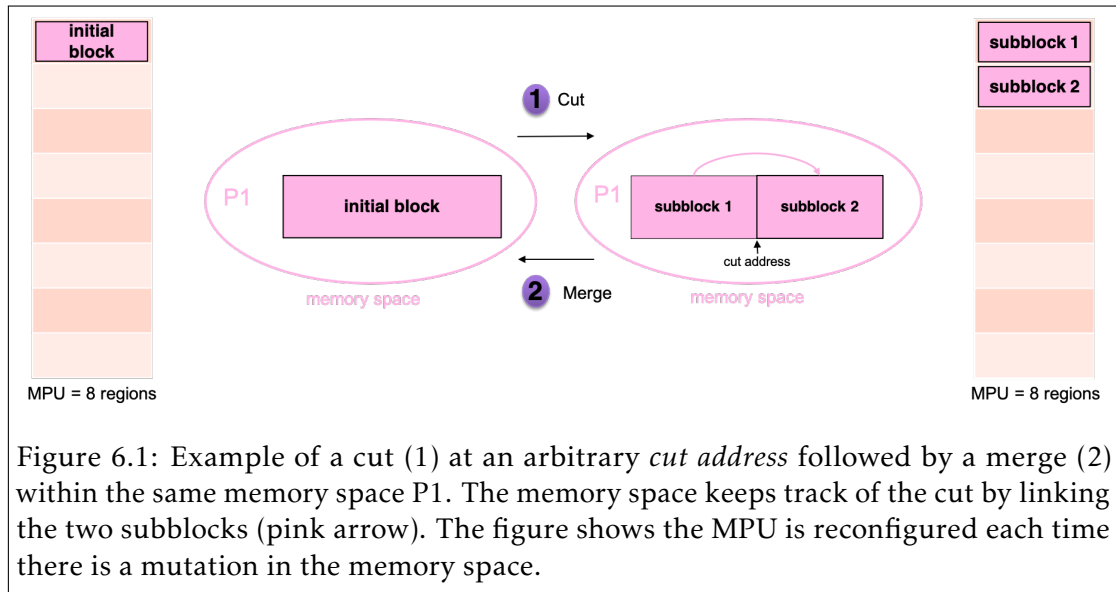 initial
block
MPU = 8 regions
1 Cut
P1
initial block
memory space
2 Merge
P1
subblock 1
subblock 2
cut address
memory space
subblock 1
subblock 2
MPU = 8 regions
Figure 6.1: Example of a cut (1) at an arbitrary cut address followed by a merge (2)
within the same memory space P1. The memory space keeps track of the cut by linking
the two subblocks (pink arrow). The figure shows the MPU is reconfigured each time
there is a mutation in the memory space.